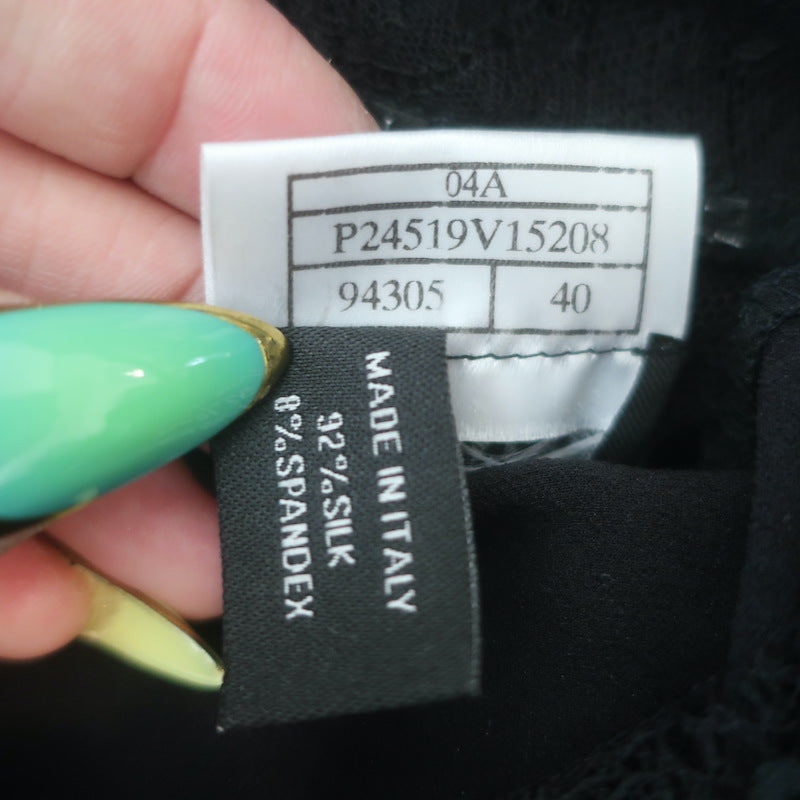 04A
P24519V15208
94305 40
MADE IN ITALY
92% SILK
8% SPANDEX